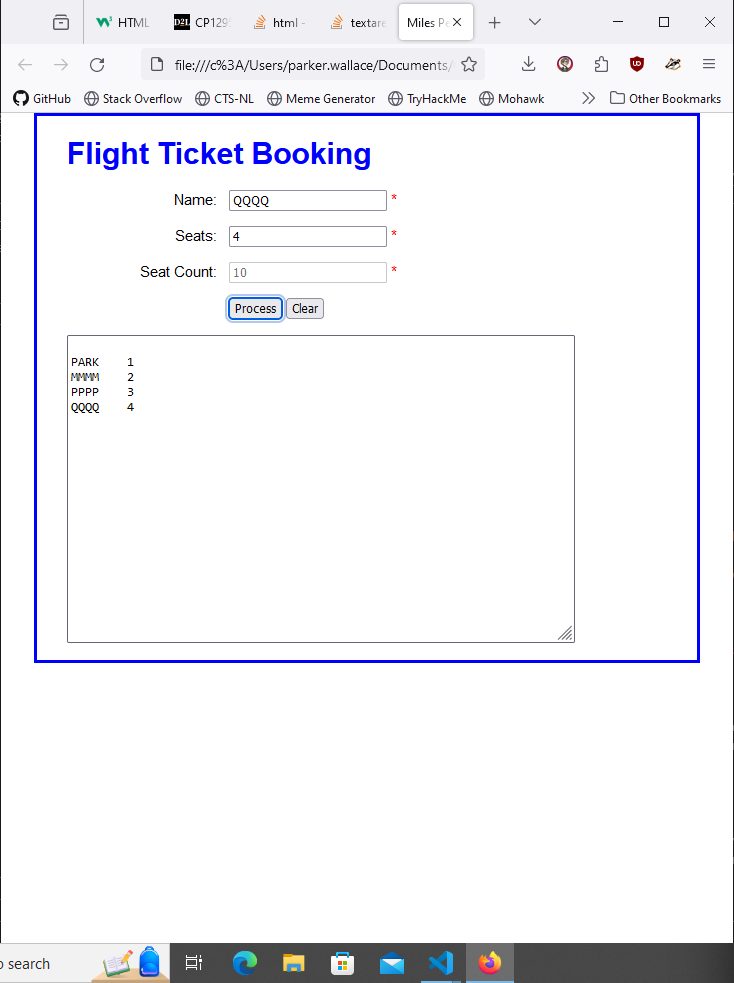 HTML
CP129
html -
textare
Miles Pe
file:///c%3A/Users/parker.wallace/Documents/
GitHub
Stack Overflow
CTS-NL
Meme Generator
TryHackMe
Mohawk
Other Bookmarks
Flight Ticket Booking
Name: QQQQ *
Seats: 4 *
Seat Count: 10 *
Process Clear
PARK 1
MMMM 2
PPPP 3
QQQQ 4
o search